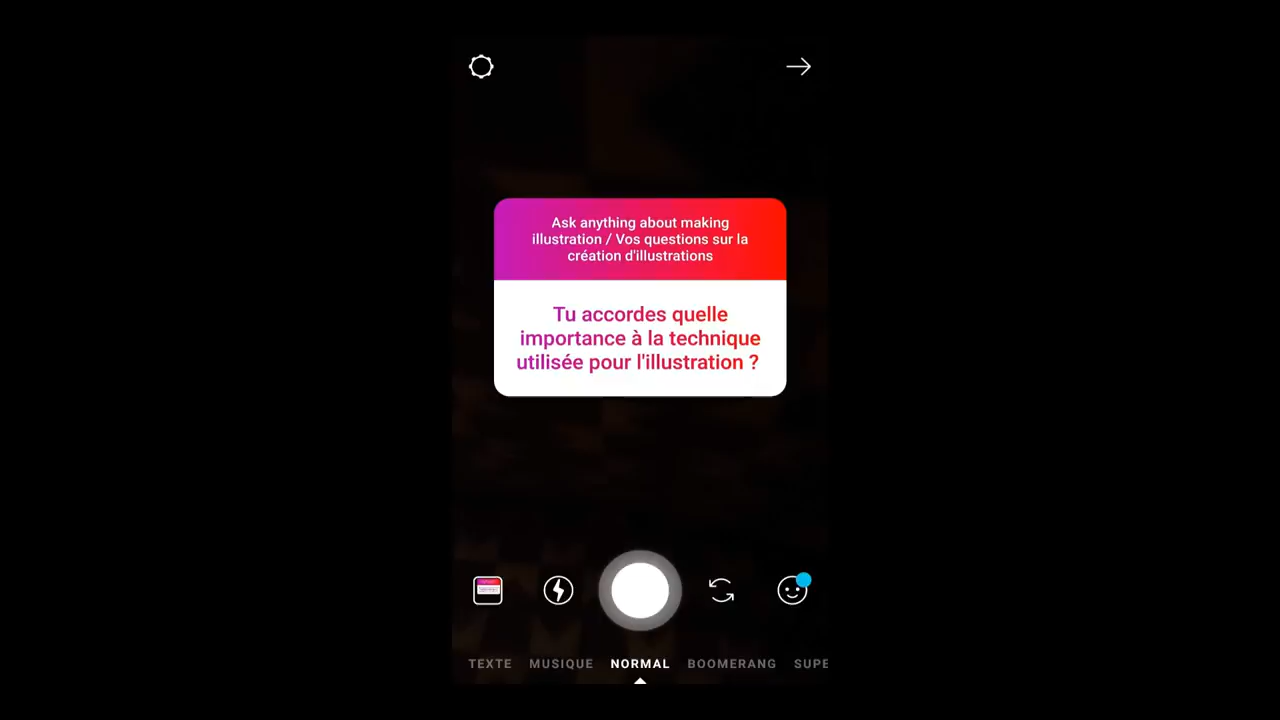 Ask anything about making
illustration / Vos questions sur la
création d'illustrations
Tu accordes quelle
importance à la technique
utilisée pour l'illustration ?
TEXTE MUSIQUE NORMAL BOOMERANG SUPE